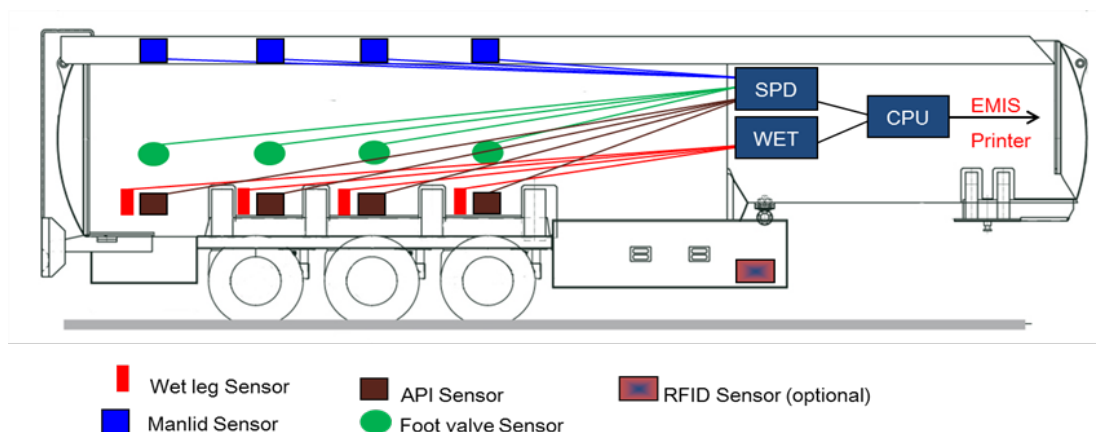 SPD
WET
CPU
EMIS
Printer
Wet leg Sensor
API Sensor
RFID Sensor (optional)
Manlid Sensor
Foot valve Sensor